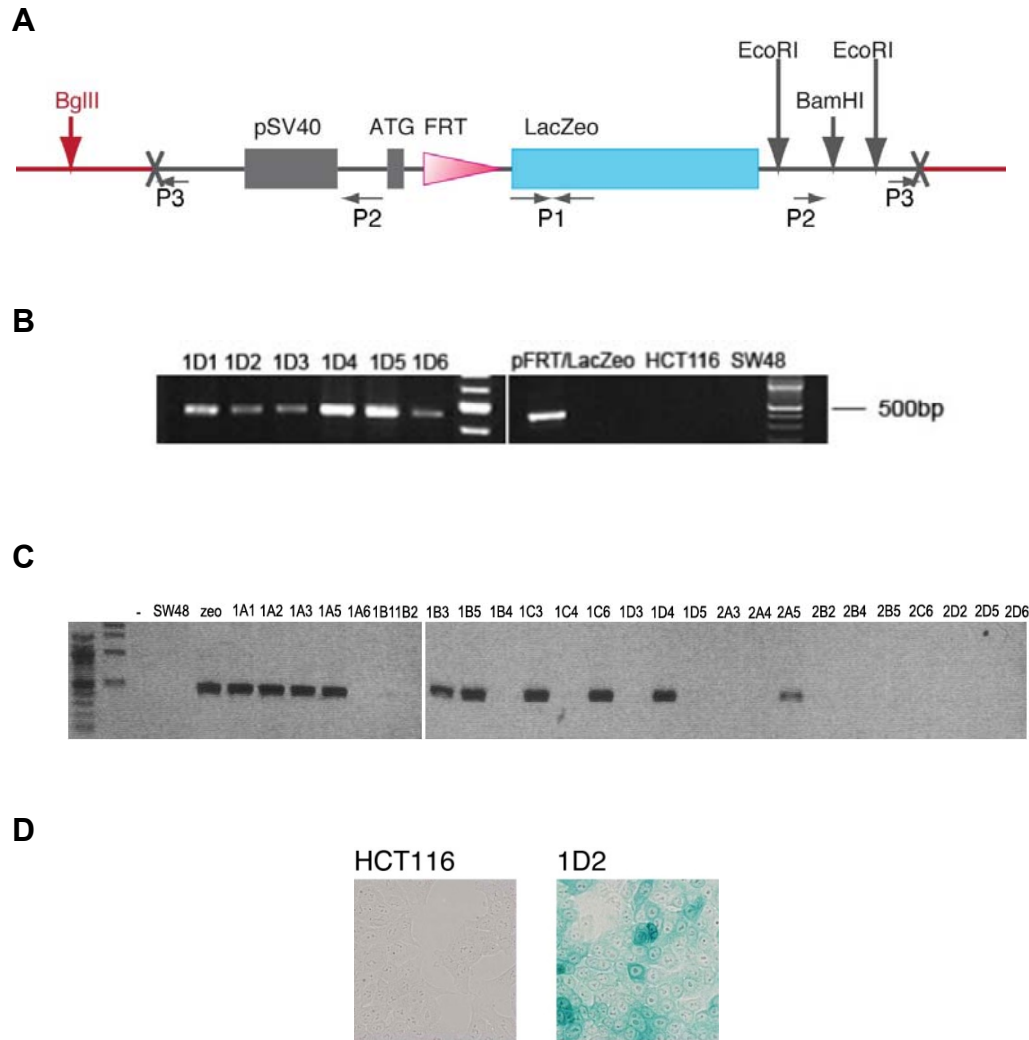 A
EcoRI EcoRI
BglII BamHI
pSV40 ATG FRT LacZeo
P3 P2 P1 P2 P3
B
1D1 1D2 1D3 1D4 1D5 1D6 pFRT/LacZeo HCT116 SW48
500bp
C
- SW48 zeo 1A1 1A2 1A3 1A5 1A6 1B1 1B2 1B3 1B5 1B4 1C3 1C4 1C6 1D3 1D4 1D5 2A3 2A4 2A5 2B2 2B4 2B5 2C6 2D2 2D5 2D6
D
HCT116 1D2